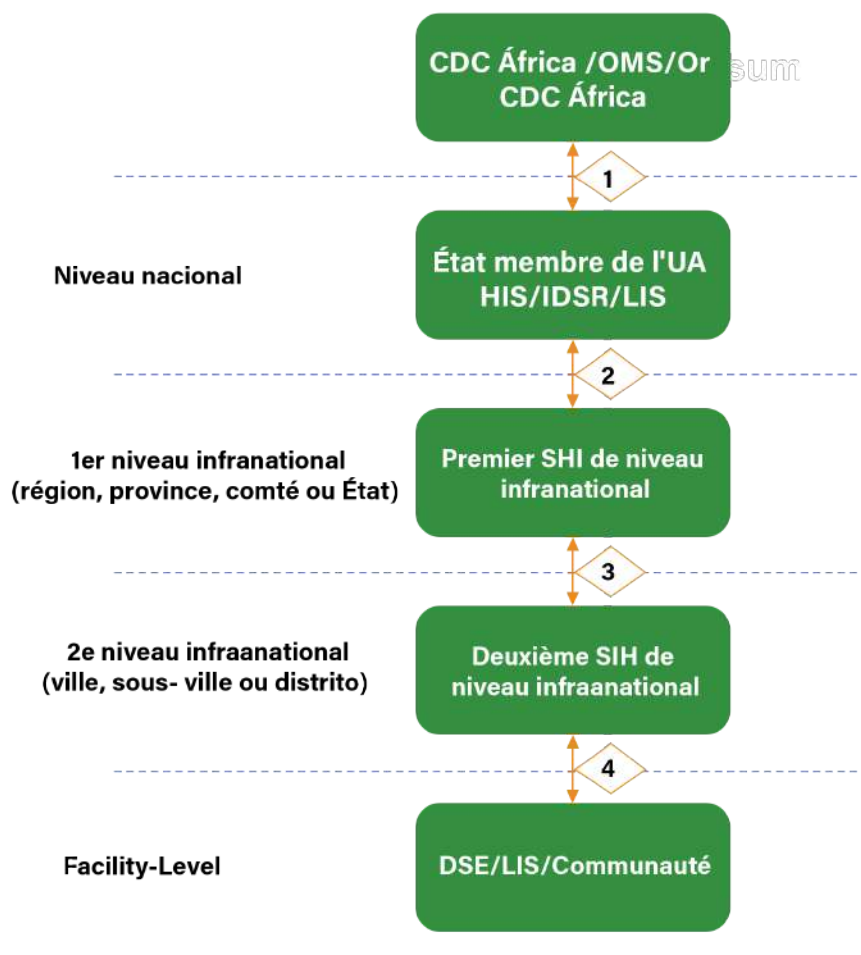 CDC África /OMS/Or
sum
CDC África
1
Niveau nacional
État membre de l'UA
HIS/IDSR/LIS
2
1er niveau infranational
(région, province, comté ou État)
Premier SHI de niveau
infranational
3
2e niveau infraanational
(ville, sous- ville ou distrito)
Deuxième SIH de
niveau infraanational
4
Facility-Level
DSE/LIS/Communauté